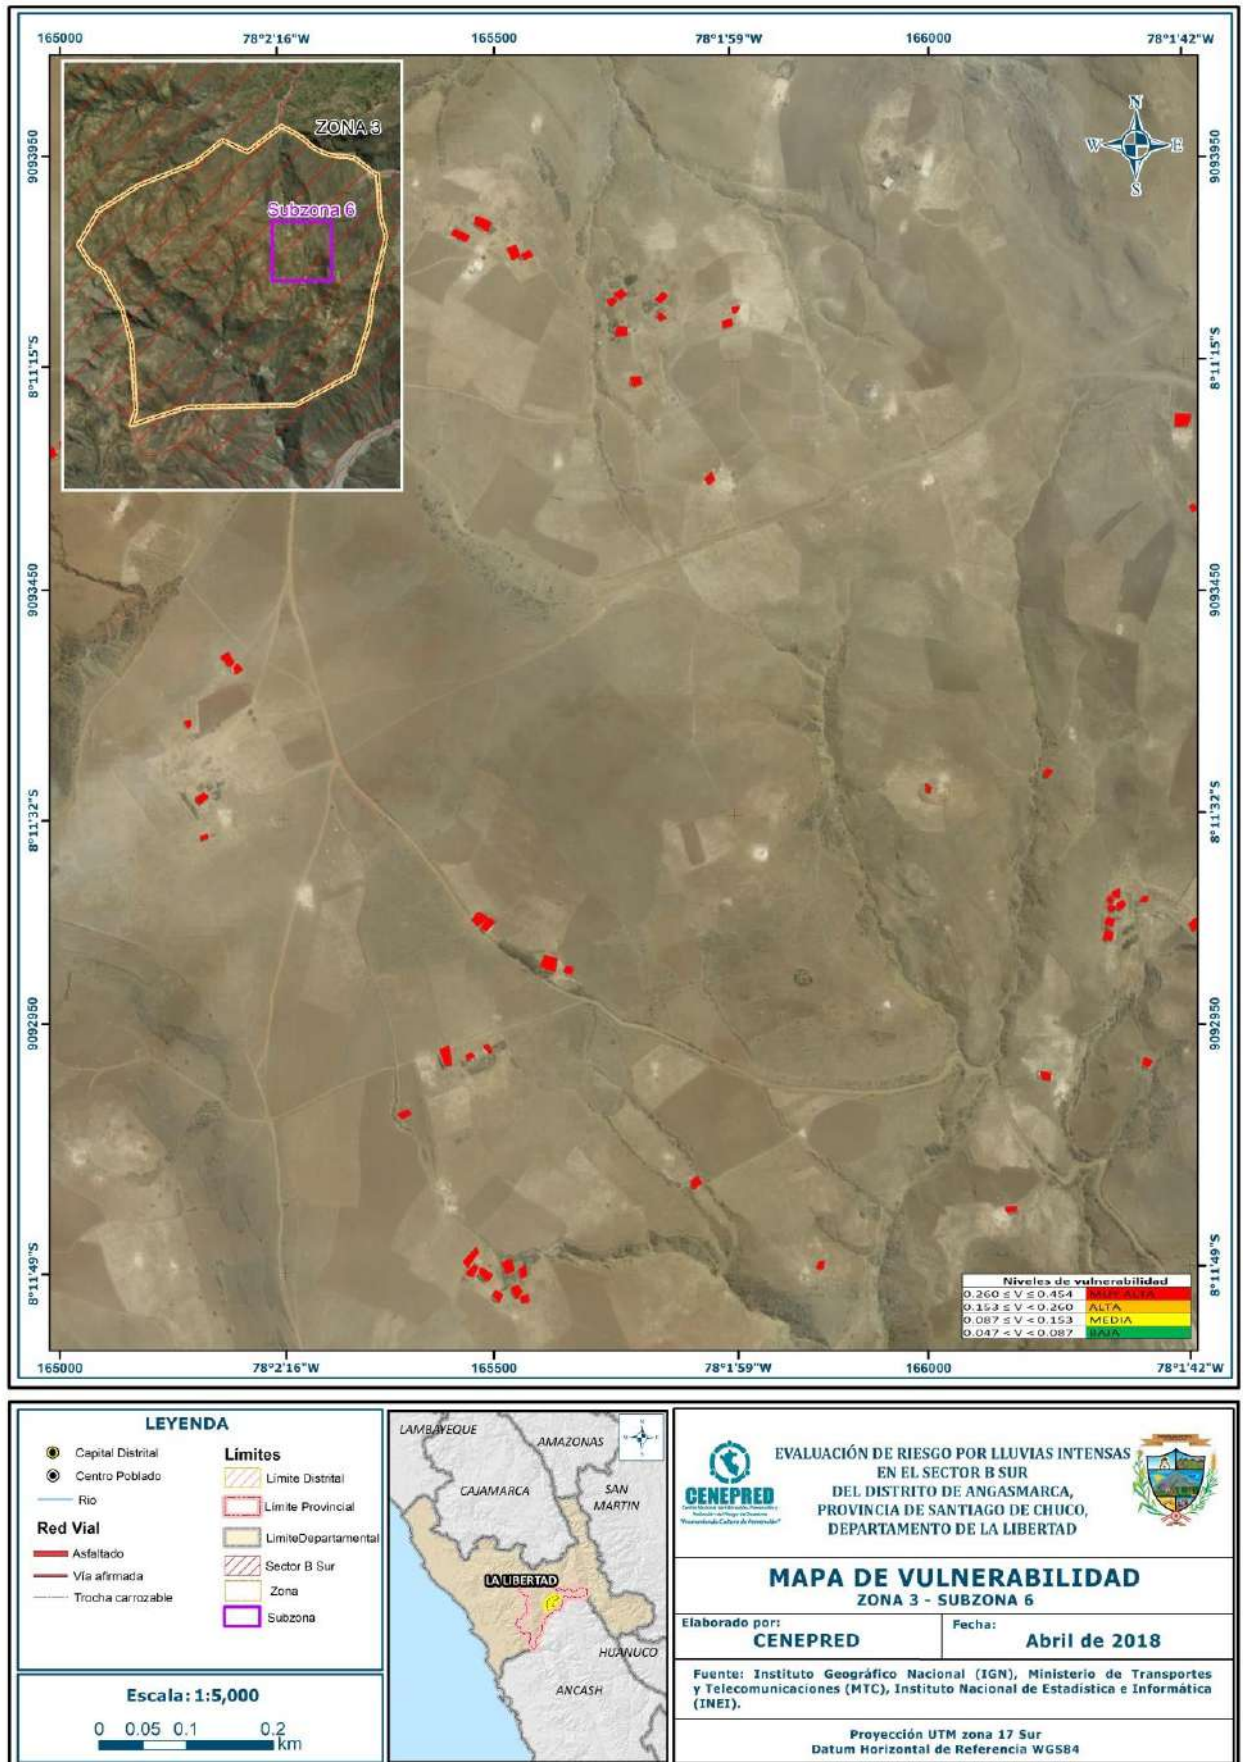 165000
78°2'16"W
165500
78°1'59"W
166000
78°1'42"W
9093950
8°11'15"S
9093450
8°11'32"S
9092950
8°11'49"S
ZONA 3
Subzona 6
N
W
E
S
9093950
8°11'15"S
9093450
8°11'32"S
9092950
8°11'49"S
Niveles de vulnerabilidad
0.260 ≤ V ≤ 0.454 MUY ALTA
0.153 ≤ V < 0.260 ALTA
0.087 ≤ V < 0.153 MEDIA
0.047 < V < 0.087 BAJA
165000
78°2'16"W
165500
78°1'59"W
166000
78°1'42"W
LEYENDA
Capital Distrital
Centro Poblado
Rio
Red Vial
Asfaltado
Vía afirmada
Trocha carrozable
Límites
Límite Distrital
Límite Provincial
LimiteDepartamental
Sector B Sur
Zona
Subzona
Escala: 1:5,000
0 0.05 0.1 0.2
km
LAMBAYEQUE
AMAZONAS
CAJAMARCA
SAN
MARTIN
LA LIBERTAD
HUANUCO
ANCASH
CENEPRED
EVALUACIÓN DE RIESGO POR LLUVIAS INTENSAS
EN EL SECTOR B SUR
DEL DISTRITO DE ANGASMARCA,
PROVINCIA DE SANTIAGO DE CHUCO,
DEPARTAMENTO DE LA LIBERTAD
MAPA DE VULNERABILIDAD
ZONA 3 - SUBZONA 6
Elaborado por:
CENEPRED
Fecha:
Abril de 2018
Fuente: Instituto Geográfico Nacional (IGN), Ministerio de Transportes
y Telecomunicaciones (MTC), Instituto Nacional de Estadística e Informática
(INEI).
Proyección UTM zona 17 Sur
Datum Horizontal de Referencia WGS84